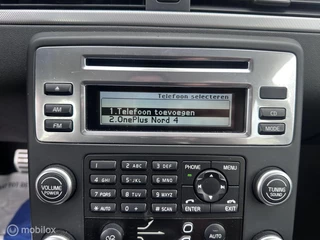 Telefoon selecteren
1.Telefoon toevoegen
2.OnePlus Nord 4
AM
FM
CD
MODE
1
2 ABC
3 DEF
PHONE
MENU
4 GHI
5 JKL
6 MNO
7 PQRS
8 TUV
9 WXYZ
VOLUME
POWER
TUNING
SOUND
AUTO
0 +
#
ENTER
EXIT
AUTO
© Marktplaats